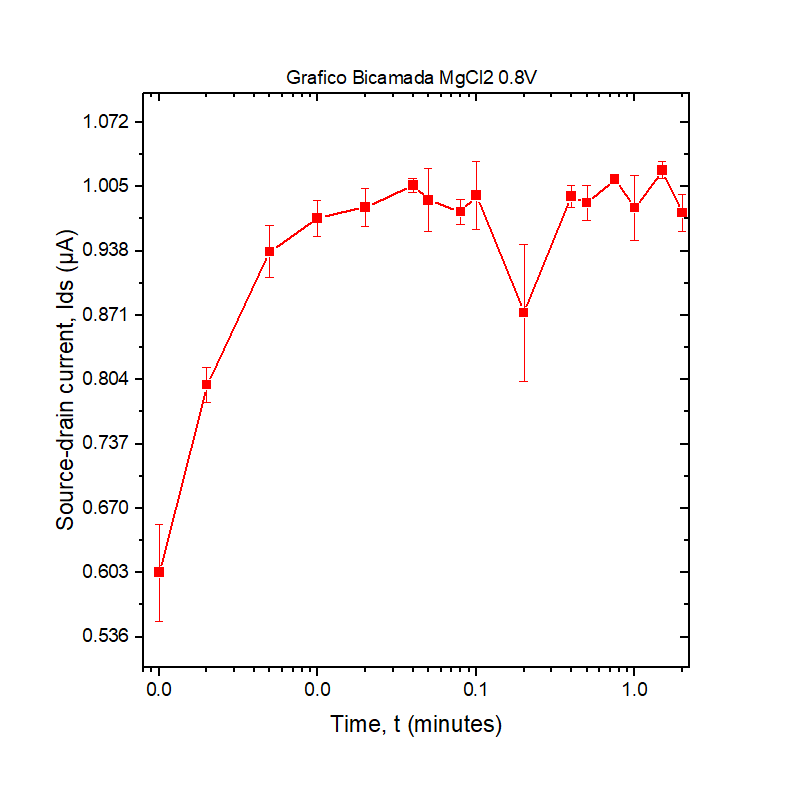 Grafico Bicamada MgCl2 0.8V
1.072
1.005
0.938
0.871
0.804
0.737
0.670
0.603
0.536
Source-drain current, Ids (μA)
0.0 0.0 0.1 1.0
Time, t (minutes)